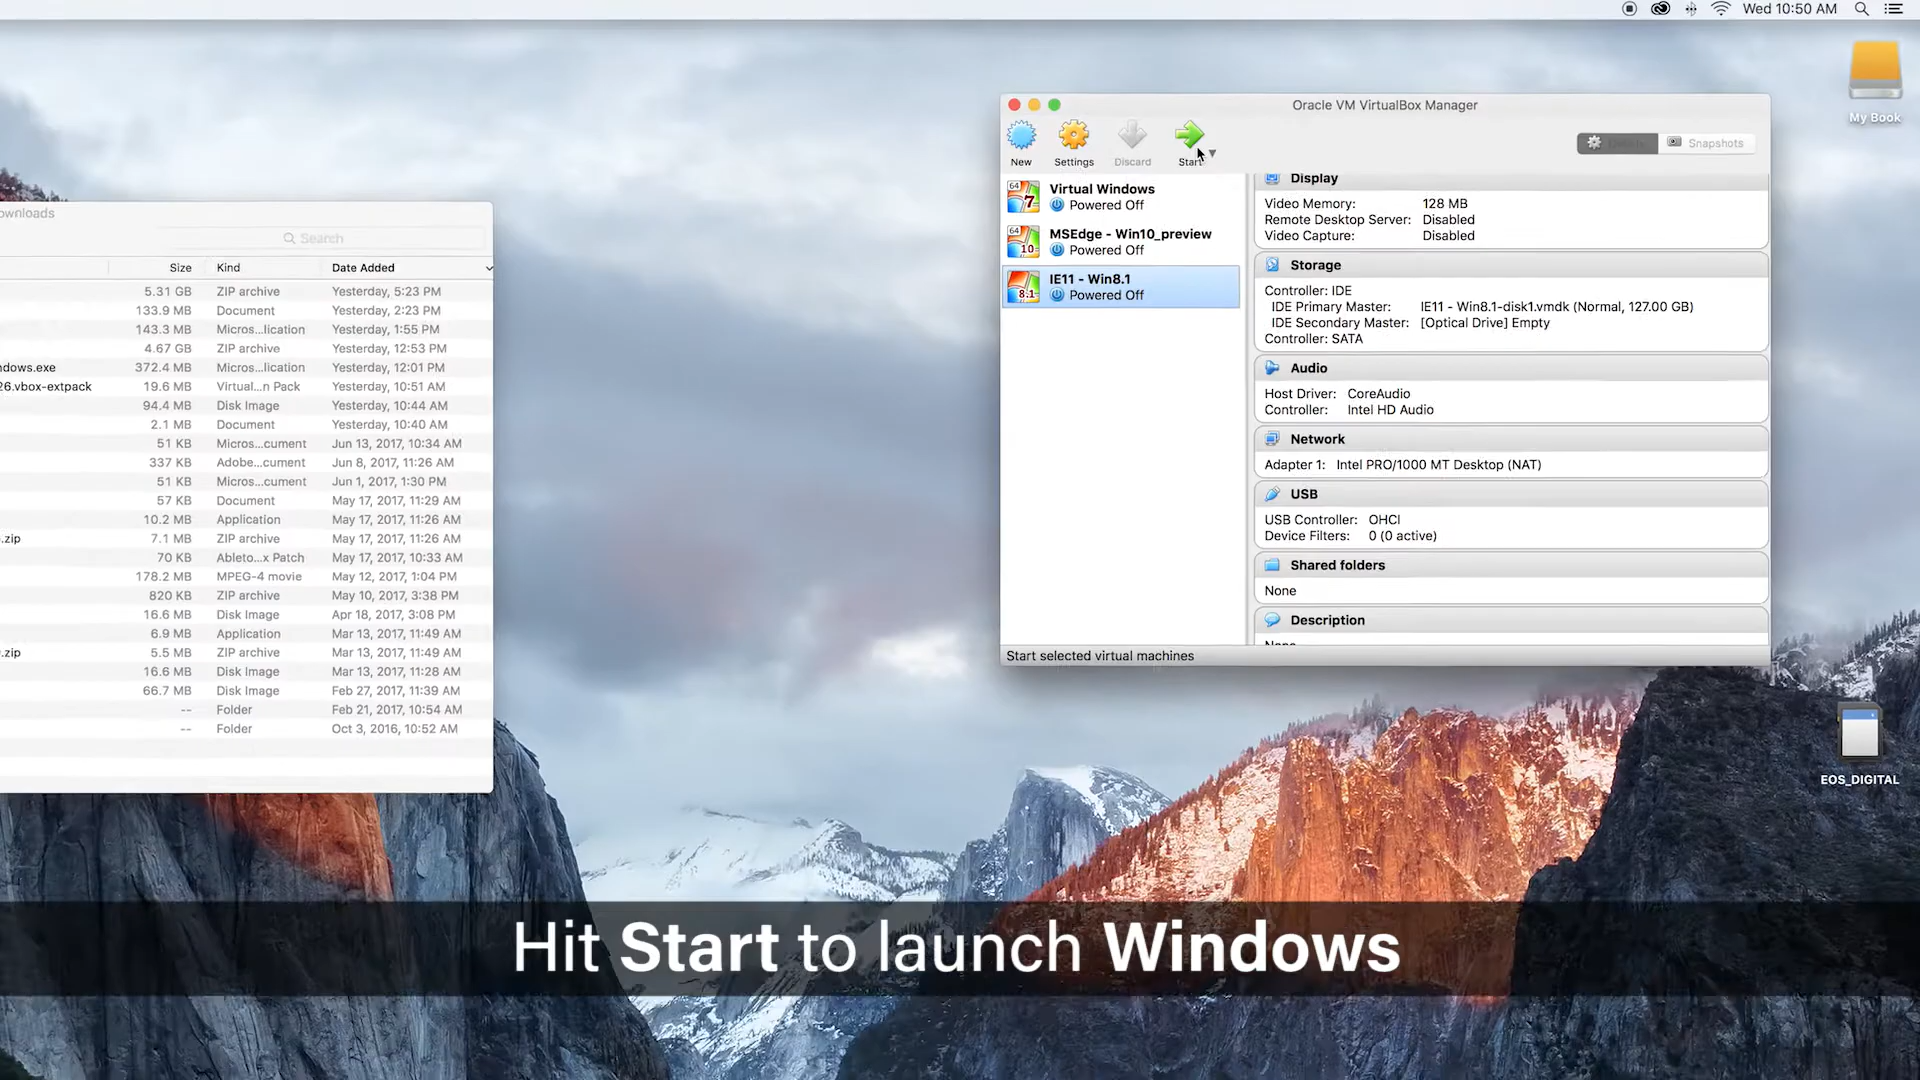 Wed 10:50 AM
My Book
Oracle VM VirtualBox Manager
New
Settings
Discard
Start
Snapshots
64
7
Virtual Windows
Powered Off
64
10
MSEdge - Win10_preview
Powered Off
8.1
IE11 - Win8.1
Powered Off
Display
Video Memory: 128 MB
Remote Desktop Server: Disabled
Video Capture: Disabled
Storage
Controller: IDE
IDE Primary Master: IE11 - Win8.1-disk1.vmdk (Normal, 127.00 GB)
IDE Secondary Master: [Optical Drive] Empty
Controller: SATA
Audio
Host Driver: CoreAudio
Controller: Intel HD Audio
Network
Adapter 1: Intel PRO/1000 MT Desktop (NAT)
USB
USB Controller: OHCI
Device Filters: 0 (0 active)
Shared folders
None
Description
Start selected virtual machines
ownloads
Search
Size Kind Date Added
5.31 GB ZIP archive Yesterday, 5:23 PM
133.9 MB Document Yesterday, 2:23 PM
143.3 MB Micros...lication Yesterday, 1:55 PM
4.67 GB ZIP archive Yesterday, 12:53 PM
ndows.exe 372.4 MB Micros...lication Yesterday, 12:01 PM
26.vbox-extpack 19.6 MB Virtual...n Pack Yesterday, 10:51 AM
94.4 MB Disk Image Yesterday, 10:44 AM
2.1 MB Document Yesterday, 10:40 AM
51 KB Micros...cument Jun 13, 2017, 10:34 AM
337 KB Adobe...cument Jun 8, 2017, 11:26 AM
51 KB Micros...cument Jun 1, 2017, 1:30 PM
57 KB Document May 17, 2017, 11:29 AM
10.2 MB Application May 17, 2017, 11:26 AM
.zip 7.1 MB ZIP archive May 17, 2017, 11:26 AM
70 KB Ableto...x Patch May 17, 2017, 10:33 AM
178.2 MB MPEG-4 movie May 12, 2017, 1:04 PM
820 KB ZIP archive May 10, 2017, 3:38 PM
16.6 MB Disk Image Apr 18, 2017, 3:08 PM
6.9 MB Application Mar 13, 2017, 11:49 AM
.zip 5.5 MB ZIP archive Mar 13, 2017, 11:49 AM
16.6 MB Disk Image Mar 13, 2017, 11:28 AM
66.7 MB Disk Image Feb 27, 2017, 11:39 AM
-- Folder Feb 21, 2017, 10:54 AM
-- Folder Oct 3, 2016, 10:52 AM
EOS_DIGITAL
Hit Start to launch Windows